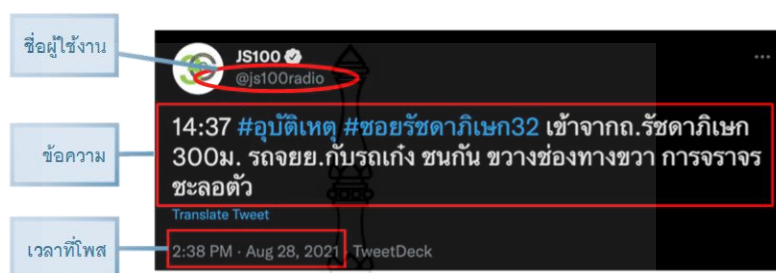 ชื่อผู้ใช้งาน
JS100
@js100radio
ข้อความ
14:37 #อุบัติเหตุ #ซอยรัชดาภิเษก32 เข้าจากถ.รัชดาภิเษก
300ม. รถจยย.กับรถเก๋ง ชนกัน ขวางช่องทางขวา การจราจร
ชะลอตัว
Translate Tweet
เวลาที่โพส
2:38 PM · Aug 28, 2021 · TweetDeck